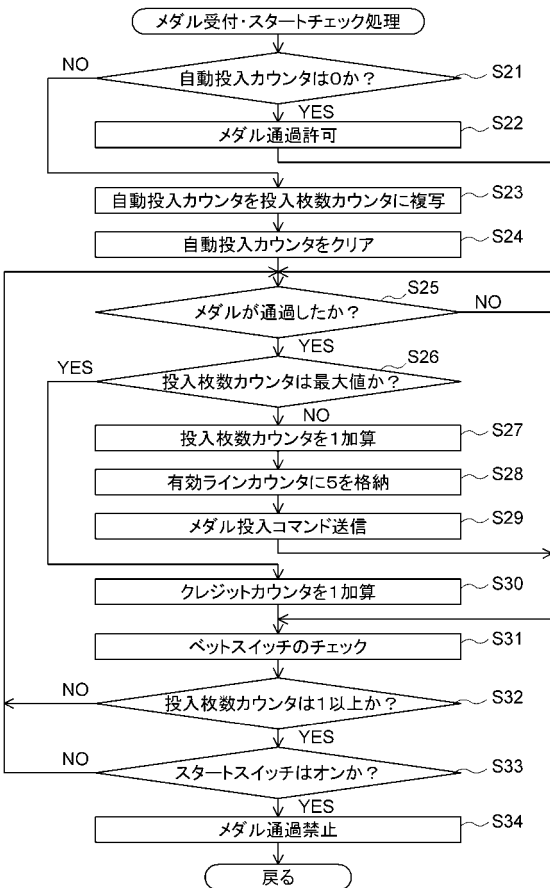 メダル受付・スタートチェック処理
NO
自動投入カウンタは0か？
S21
YES
メダル通過許可
S22
自動投入カウンタを投入枚数カウンタに複写
S23
自動投入カウンタをクリア
S24
S25
メダルが通過したか？
NO
YES
S26
YES
投入枚数カウンタは最大値か？
NO
投入枚数カウンタを1加算
S27
有効ラインカウンタに5を格納
S28
メダル投入コマンド送信
S29
クレジットカウンタを1加算
S30
ベットスイッチのチェック
S31
NO
投入枚数カウンタは1以上か？
S32
YES
NO
スタートスイッチはオンか？
S33
YES
メダル通過禁止
S34
戻る